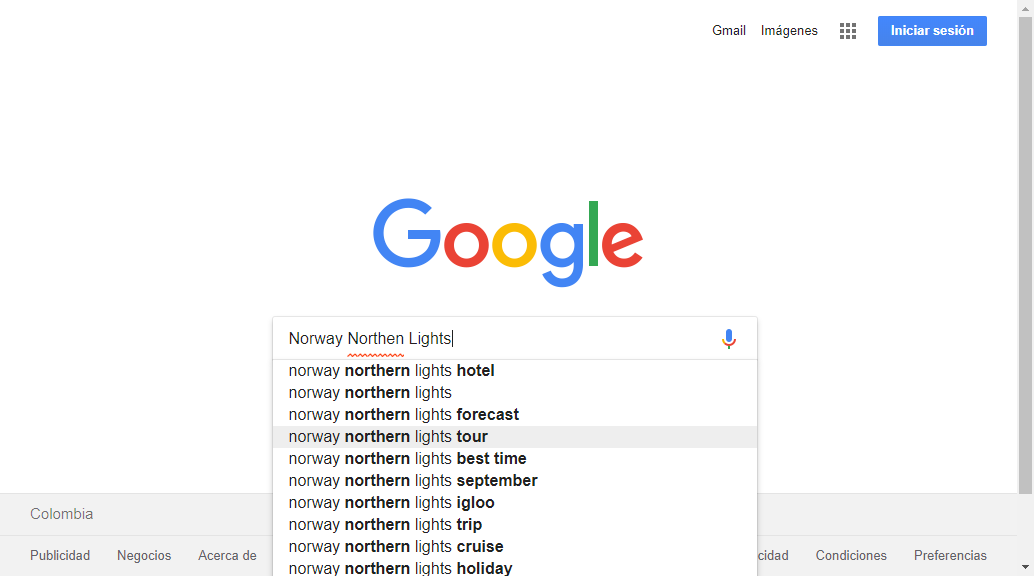 Gmail Imágenes Iniciar sesión
Google
Norway Northen Lights
norway northern lights hotel
norway northern lights
norway northern lights forecast
norway northern lights tour
norway northern lights best time
norway northern lights september
norway northern lights igloo
norway northern lights trip
norway northern lights cruise
norway northern lights holiday
Colombia
Publicidad Negocios Acerca de cidad Condiciones Preferencias